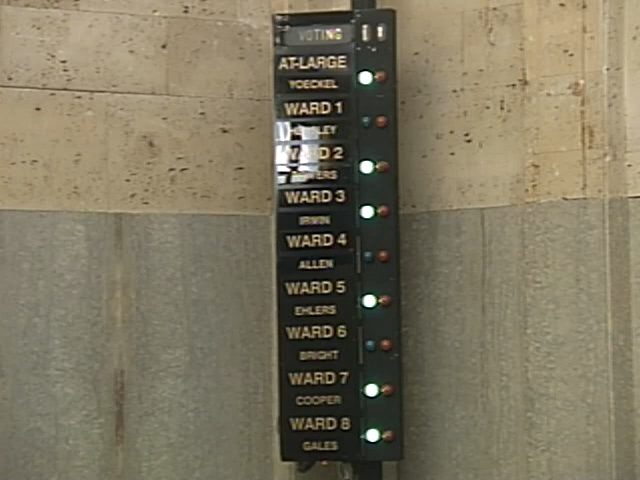 VOTING
AT-LARGE
YOECKEL
WARD 1
WARD 2
WARD 3
IRWIN
WARD 4
ALLEN
WARD 5
EHLERS
WARD 6
BRIGHT
WARD 7
COOPER
WARD 8
GALES